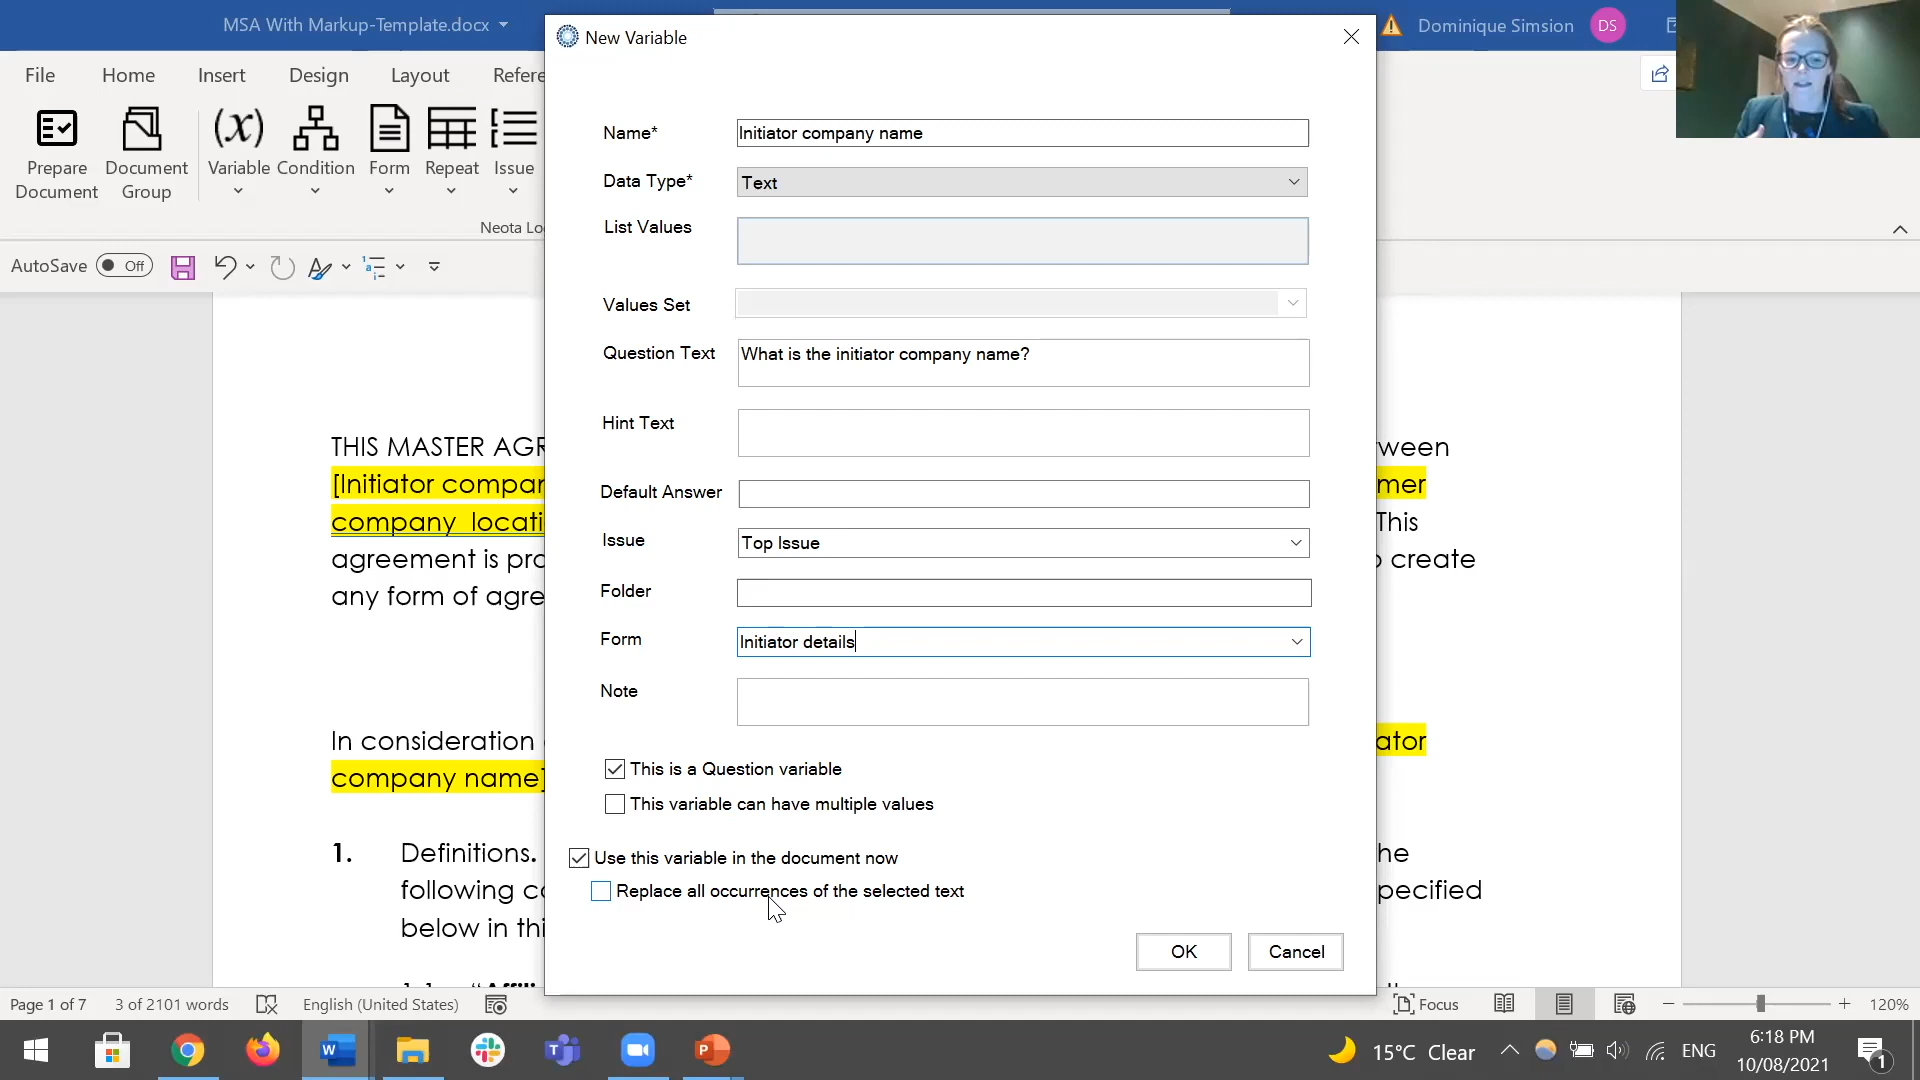 MSA With Markup-Template.docx
Dominique Simsion
DS
File
Home
Insert
Design
Layout
Refere
Prepare Document
Document Group
Variable
Condition
Form
Repeat
Issue
Neota Lo
AutoSave
Off
New Variable
Name*
Initiator company name
Data Type*
Text
List Values
Values Set
Question Text
What is the initiator company name?
Hint Text
Default Answer
Issue
Top Issue
Folder
Form
Initiator details
Note
This is a Question variable
This variable can have multiple values
Use this variable in the document now
Replace all occurrences of the selected text
OK
Cancel
THIS MASTER AGR
ween
[Initiator compan
mer
company locati
This
agreement is pro
o create
any form of agre
In consideration
ator
company name]
1. Definitions.
he
following co
pecified
below in thi
1.1 "Affili
Page 1 of 7
3 of 2101 words
English (United States)
Focus
120%
15°C Clear
ENG
6:18 PM
10/08/2021
1